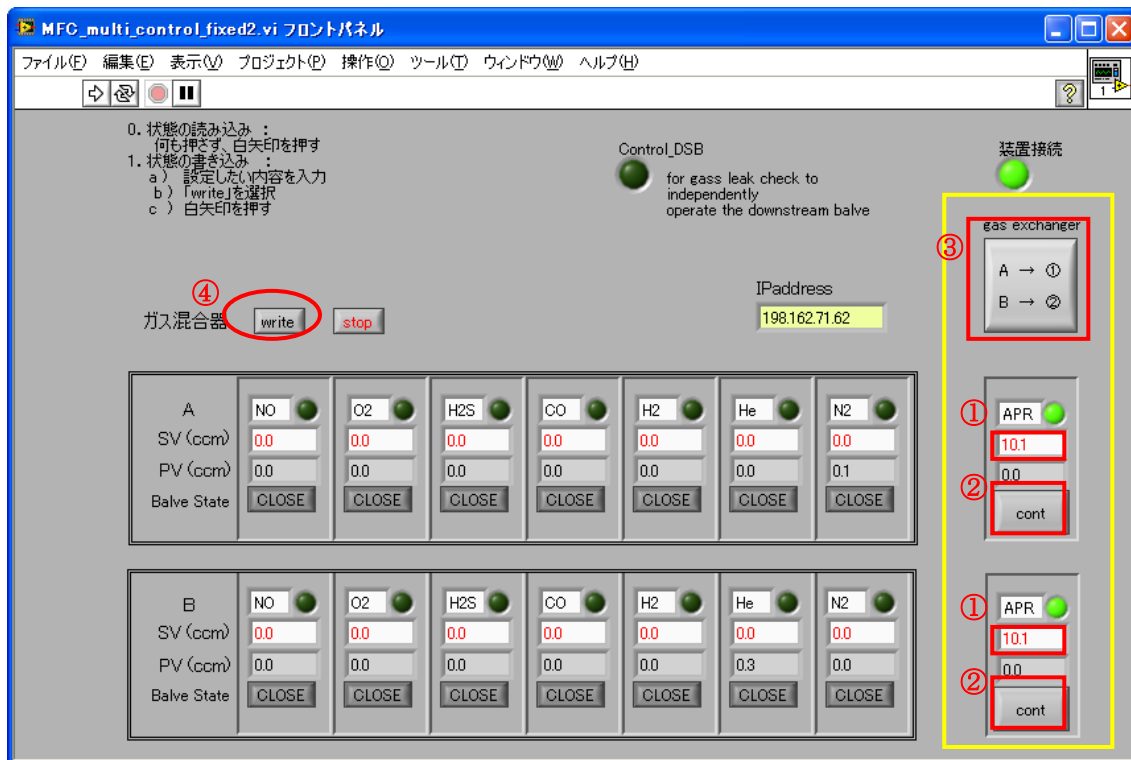 MFC_multi_control_fixed2.vi フロントパネル
ファイル(F) 編集(E) 表示(V) プロジェクト(P) 操作(O) ツール(T) ウィンドウ(W) ヘルプ(H)
1
0. 状態の読み込み :
何も押さず、白矢印を押す
1. 状態の書き込み :
a ) 設定したい内容を入力
b )「write」を選択
c ) 白矢印を押す
Control_DSB
for gass leak check to
independently
operate the downstream balve
装置接続
gas exchanger
③
A → ①
B → ②
④
ガス混合器
write
stop
IPaddress
198.162.71.62
A NO O2 H2S CO H2 He N2
SV (ccm) 0.0 0.0 0.0 0.0 0.0 0.0 0.0
PV (ccm) 0.0 0.0 0.0 0.0 0.0 0.0 0.1
Balve State CLOSE CLOSE CLOSE CLOSE CLOSE CLOSE CLOSE
① APR
10.1
0.0
② cont
B NO O2 H2S CO H2 He N2
SV (ccm) 0.0 0.0 0.0 0.0 0.0 0.0 0.0
PV (ccm) 0.0 0.0 0.0 0.0 0.0 0.3 0.0
Balve State CLOSE CLOSE CLOSE CLOSE CLOSE CLOSE CLOSE
① APR
10.1
0.0
② cont